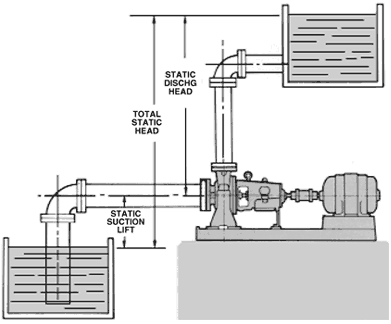 STATIC
DISCHG
HEAD
TOTAL
STATIC
HEAD
STATIC
SUCTION
LIFT